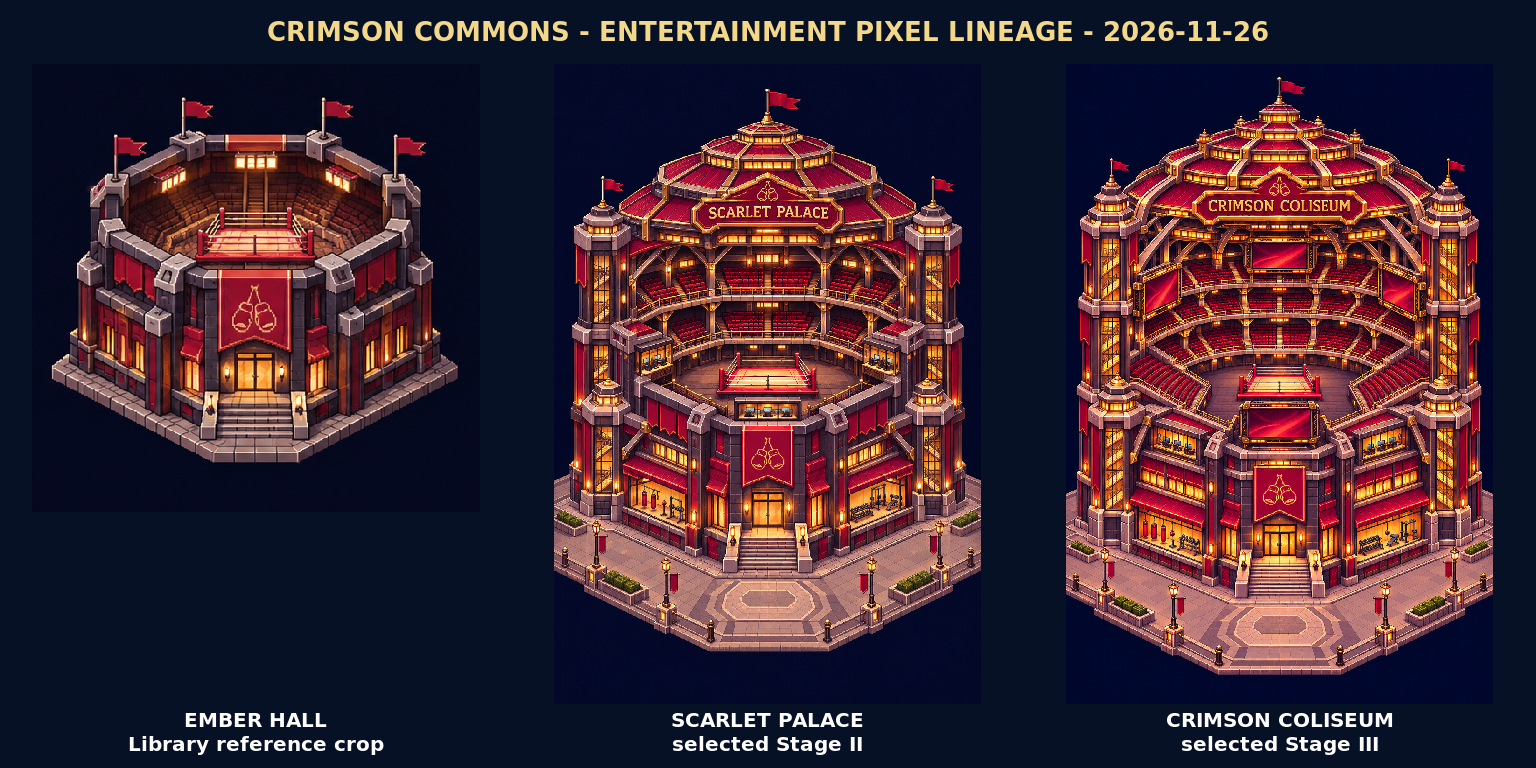 CRIMSON COMMONS - ENTERTAINMENT PIXEL LINEAGE - 2026-11-26
SCARLET PALACE
CRIMSON COLISEUM
EMBER HALL
Library reference crop
SCARLET PALACE
selected Stage II
CRIMSON COLISEUM
selected Stage III